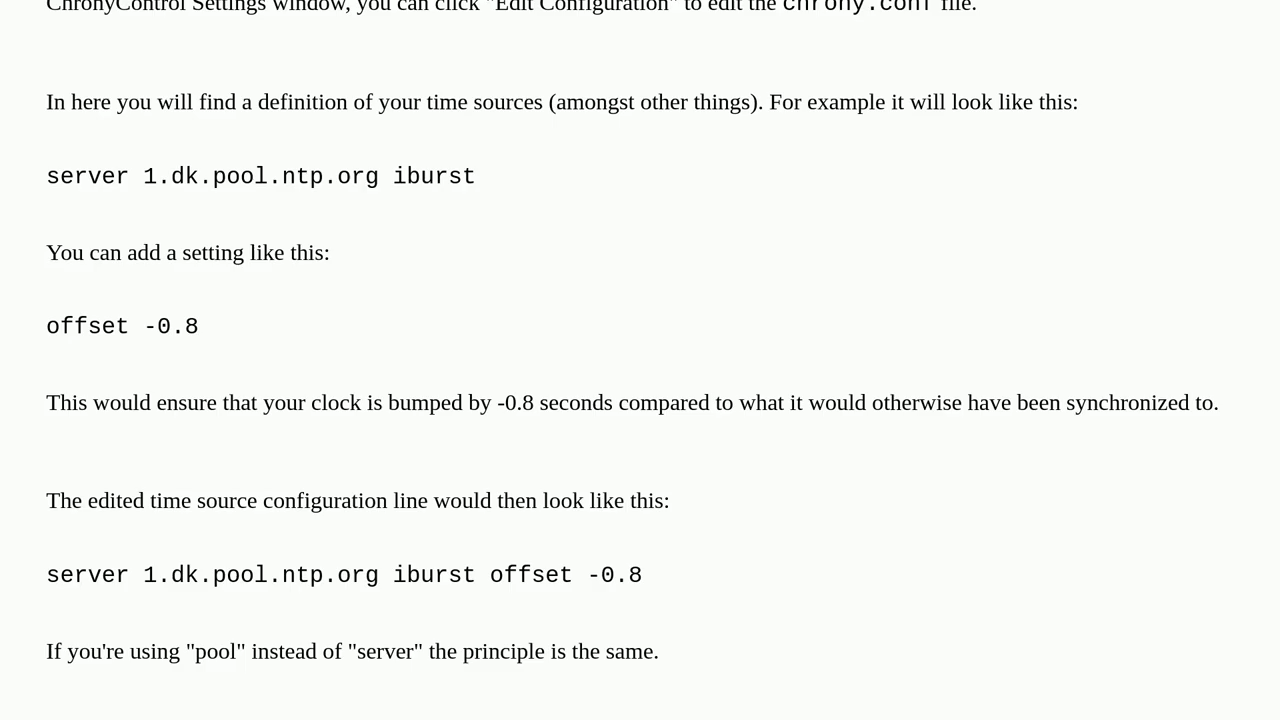 ChronyControl Settings window, you can click "Edit Configuration" to edit the chrony.conf file.
In here you will find a definition of your time sources (amongst other things). For example it will look like this:
server 1.dk.pool.ntp.org iburst
You can add a setting like this:
offset -0.8
This would ensure that your clock is bumped by -0.8 seconds compared to what it would otherwise have been synchronized to.
The edited time source configuration line would then look like this:
server 1.dk.pool.ntp.org iburst offset -0.8
If you're using "pool" instead of "server" the principle is the same.